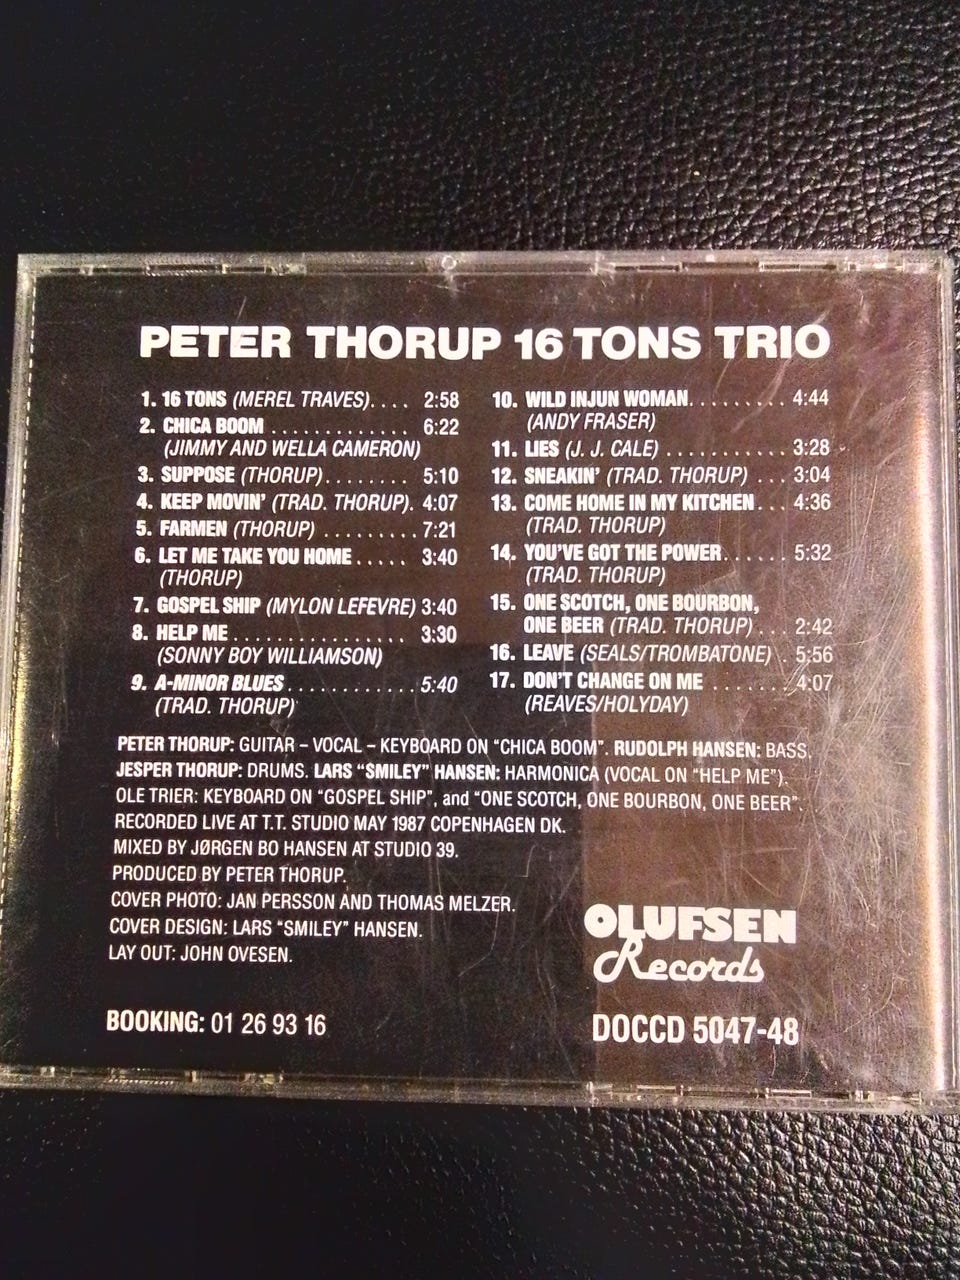 PETER THORUP 16 TONS TRIO
1. 16 TONS (MEREL TRAVES).... 2:58
2. CHICA BOOM ............. 6:22
(JIMMY AND WELLA CAMERON)
3. SUPPOSE (THORUP)........ 5:10
4. KEEP MOVIN' (TRAD. THORUP). 4:07
5. FARMEN (THORUP) ......... 7:21
6. LET ME TAKE YOU HOME ..... 3:40
(THORUP)
7. GOSPEL SHIP (MYLON LEFEVRE) 3:40
8. HELP ME ................ 3:30
(SONNY BOY WILLIAMSON)
9. A-MINOR BLUES ............ 5:40
(TRAD. THORUP)
10. WILD INJUN WOMAN......... 4:44
(ANDY FRASER)
11. LIES (J. J. CALE) ............ 3:28
12. SNEAKIN' (TRAD. THORUP) ... 3:04
13. COME HOME IN MY KITCHEN ... 4:36
(TRAD. THORUP)
14. YOU'VE GOT THE POWER...... 5:32
(TRAD. THORUP)
15. ONE SCOTCH, ONE BOURBON,
ONE BEER (TRAD. THORUP) ... 2:42
16. LEAVE (SEALS/TROMBATONE) . 5:56
17. DON'T CHANGE ON ME ....... 4:07
(REAVES/HOLYDAY)
PETER THORUP: GUITAR – VOCAL – KEYBOARD ON "CHICA BOOM". RUDOLPH HANSEN: BASS.
JESPER THORUP: DRUMS. LARS "SMILEY" HANSEN: HARMONICA (VOCAL ON "HELP ME").
OLE TRIER: KEYBOARD ON "GOSPEL SHIP", and "ONE SCOTCH, ONE BOURBON, ONE BEER".
RECORDED LIVE AT T.T. STUDIO MAY 1987 COPENHAGEN DK.
MIXED BY JØRGEN BO HANSEN AT STUDIO 39.
PRODUCED BY PETER THORUP.
COVER PHOTO: JAN PERSSON AND THOMAS MELZER.
COVER DESIGN: LARS "SMILEY" HANSEN.
LAY OUT: JOHN OVESEN.
OLUFSEN
Records
BOOKING: 01 26 93 16
DOCCD 5047-48